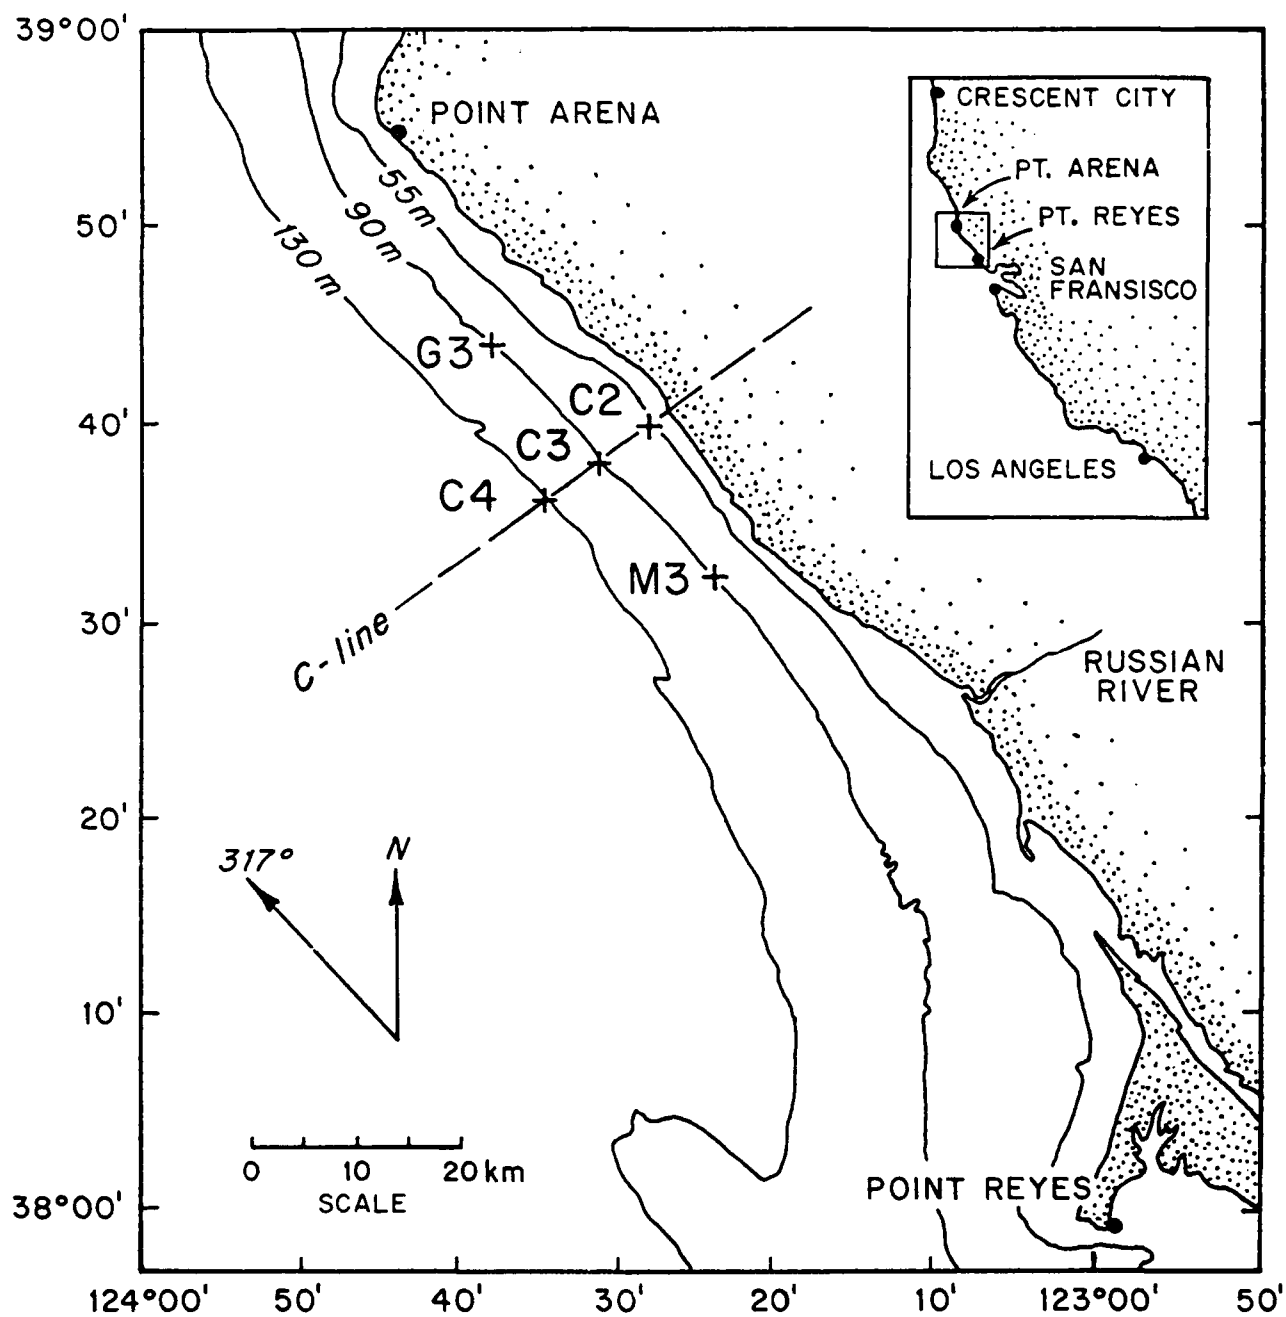 39°00'
POINT ARENA
CRESCENT CITY
PT. ARENA
PT. REYES
SAN
FRANSISCO
LOS ANGELES
50'
55m
90m
130m
G3
C2
40'
C3
C4
M3
30'
C-line
RUSSIAN
RIVER
20'
317°
N
10'
0 10 20 km
SCALE
POINT REYES
38°00'
124°00' 50' 40' 30' 20' 10' 123°00' 50'